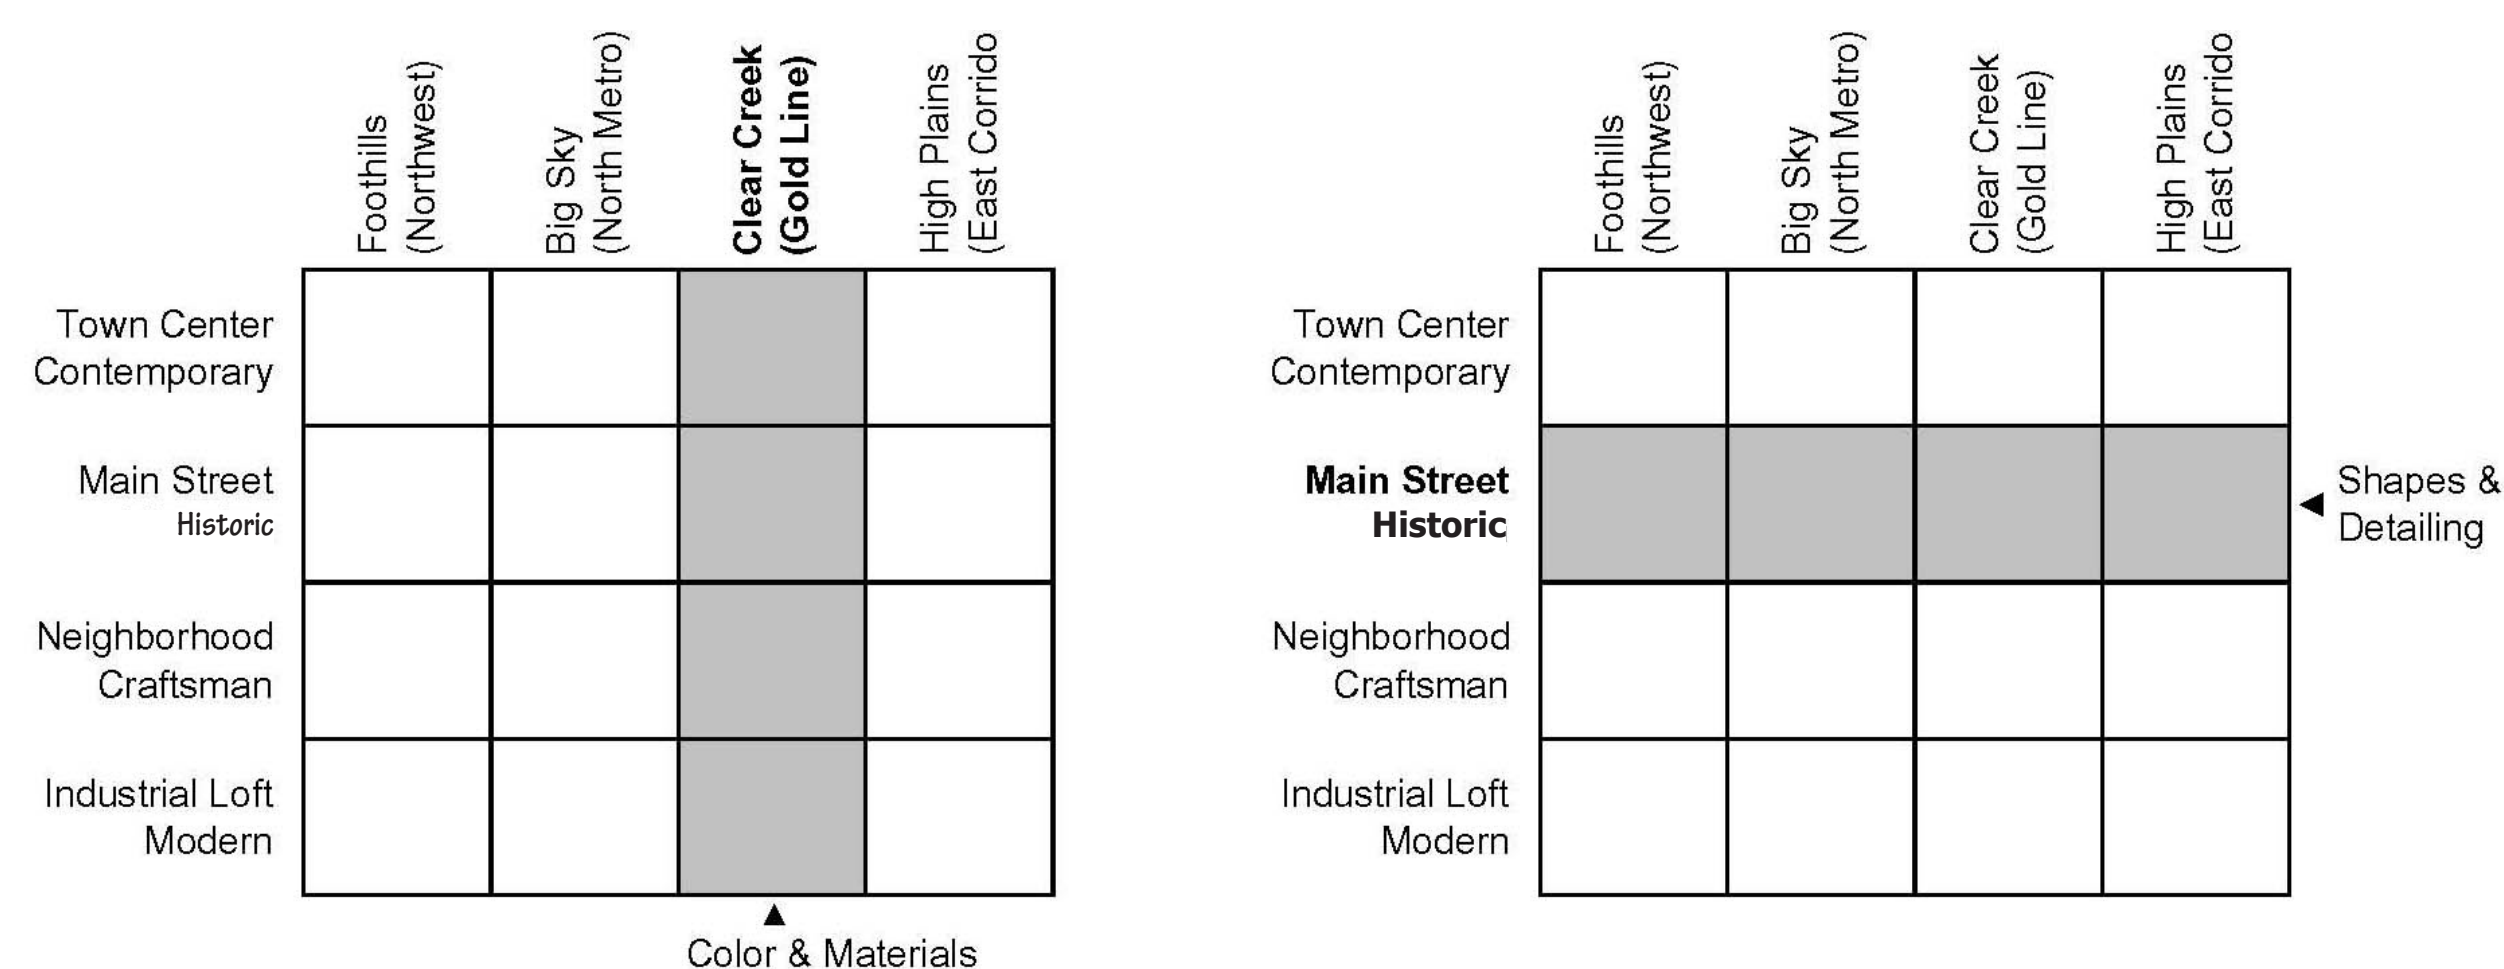 Foothills
(Northwest)
Big Sky
(North Metro)
Clear Creek
(Gold Line)
High Plains
(East Corrido
Town Center
Contemporary
Main Street
Historic
Neighborhood
Craftsman
Industrial Loft
Modern
Color & Materials
Foothills
(Northwest)
Big Sky
(North Metro)
Clear Creek
(Gold Line)
High Plains
(East Corrido
Town Center
Contemporary
Main Street
Historic
Neighborhood
Craftsman
Industrial Loft
Modern
Shapes &
Detailing